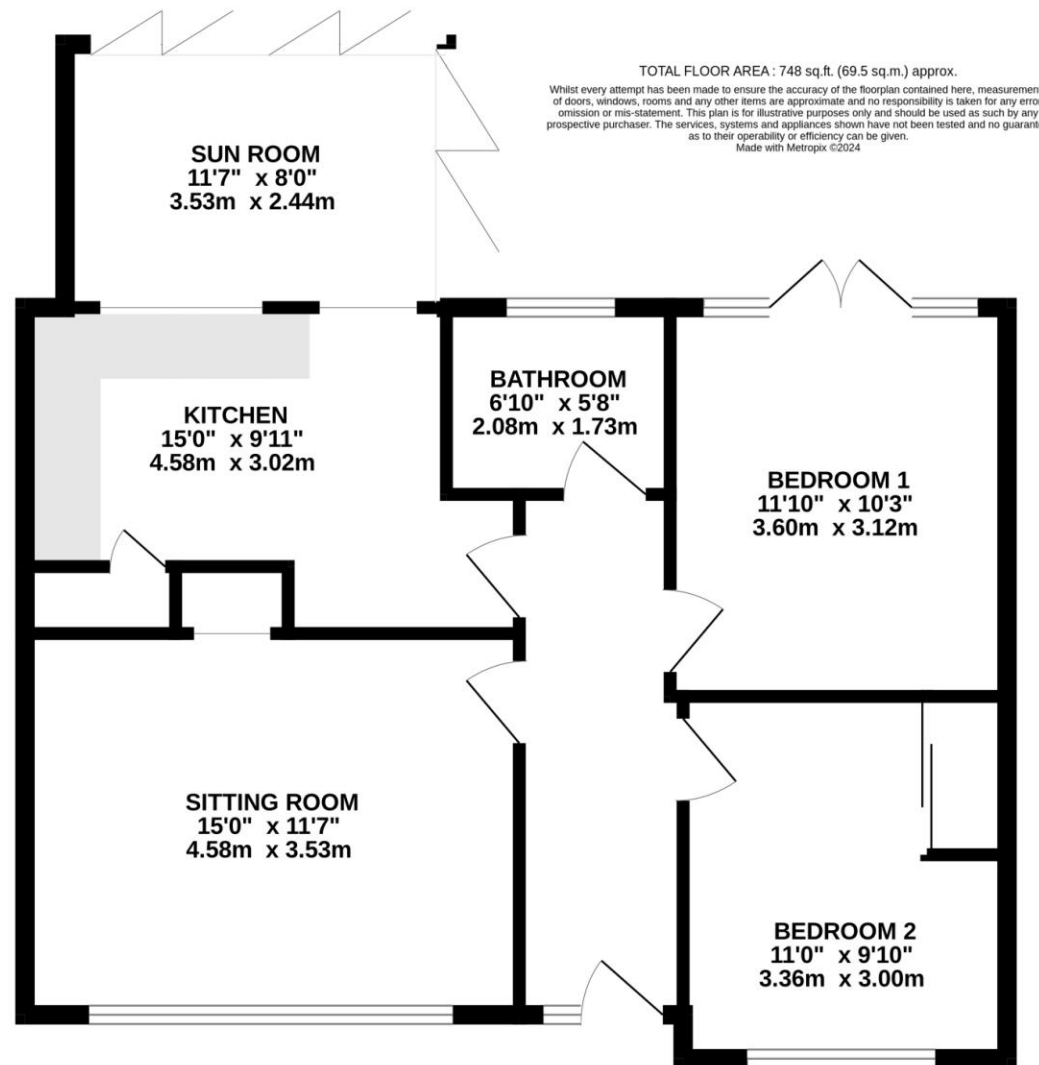 TOTAL FLOOR AREA : 748 sq.ft. (69.5 sq.m.) approx.
Whilst every attempt has been made to ensure the accuracy of the floorplan contained here, measuremen
of doors, windows, rooms and any other items are approximate and no responsibility is taken for any erro
omission or mis-statement. This plan is for illustrative purposes only and should be used as such by any
prospective purchaser. The services, systems and appliances shown have not been tested and no guarant
as to their operability or efficiency can be given.
Made with Metropix ©2024
SUN ROOM
11'7" x 8'0"
3.53m x 2.44m
BATHROOM
6'10" x 5'8"
2.08m x 1.73m
KITCHEN
15'0" x 9'11"
4.58m x 3.02m
BEDROOM 1
11'10" x 10'3"
3.60m x 3.12m
SITTING ROOM
15'0" x 11'7"
4.58m x 3.53m
BEDROOM 2
11'0" x 9'10"
3.36m x 3.00m